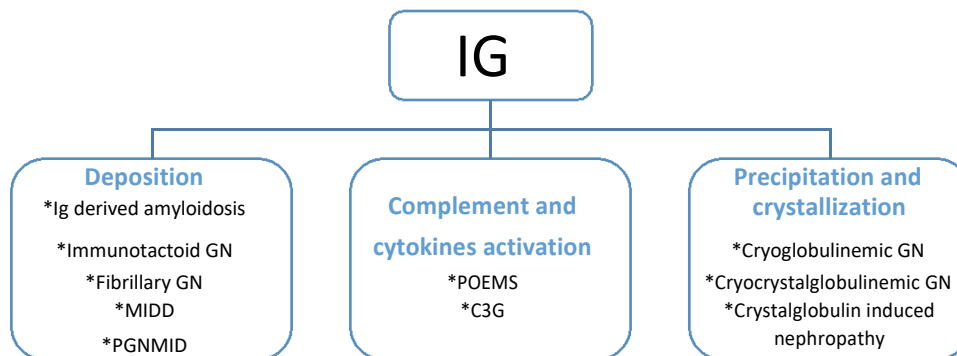 IG
Deposition
*Ig derived amyloidosis
*Immunotactoid GN
*Fibrillary GN
*MIDD
*PGNMID
Complement and
cytokines activation
*POEMS
*C3G
Precipitation and
crystallization
*Cryoglobulinemic GN
*Cryocrystalglobulinemic GN
*Crystalglobulin induced
nephropathy